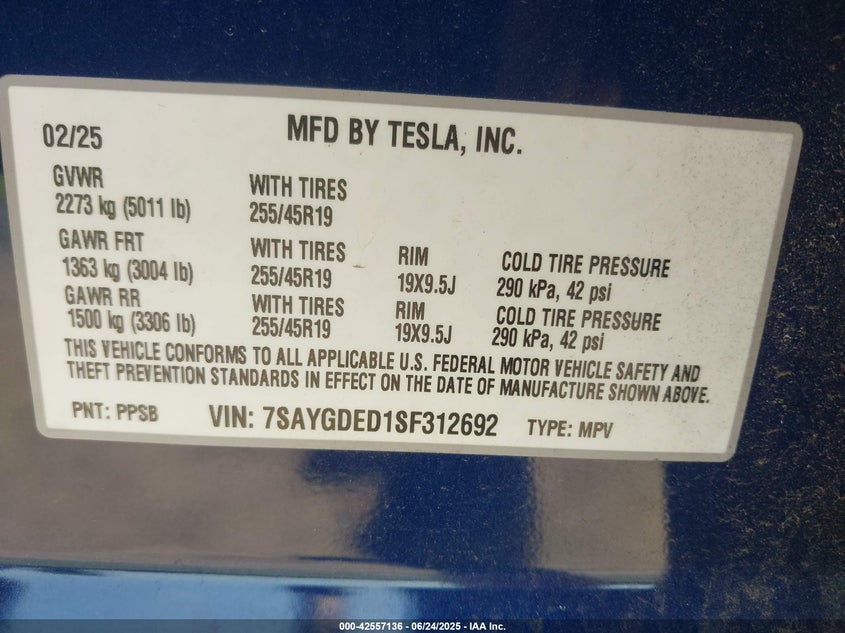 02/25 MFD BY TESLA, INC.
GVWR WITH TIRES
2273 kg (5011 lb) 255/45R19
GAWR FRT WITH TIRES RIM COLD TIRE PRESSURE
1363 kg (3004 lb) 255/45R19 19X9.5J 290 kPa, 42 psi
GAWR RR WITH TIRES RIM COLD TIRE PRESSURE
1500 kg (3306 lb) 255/45R19 19X9.5J 290 kPa, 42 psi
THIS VEHICLE CONFORMS TO ALL APPLICABLE U.S. FEDERAL MOTOR VEHICLE SAFETY AND
THEFT PREVENTION STANDARDS IN EFFECT ON THE DATE OF MANUFACTURE SHOWN ABOVE.
PNT: PPSB VIN: 7SAYGDED1SF312692 TYPE: MPV
000-42557136 - 06/24/2025 - IAA Inc.